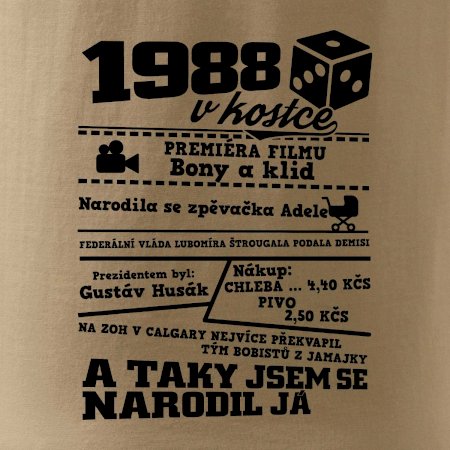 1988
v kostce
PREMIÉRA FILMU
Bony a klid
Narodila se zpěvačka Adele
FEDERÁLNÍ VLÁDA LUBOMÍRA ŠTROUGALA PODALA DEMISI
Prezidentem byl:
Gustáv Husák
Nákup:
CHLEBA ... 4,40 KČS
PIVO
2,50 KČS
NA ZOH V CALGARY NEJVÍCE PŘEKVAPIL
TÝM BOBISTŮ Z JAMAJKY
A TAKY JSEM SE
NARODIL JÁ